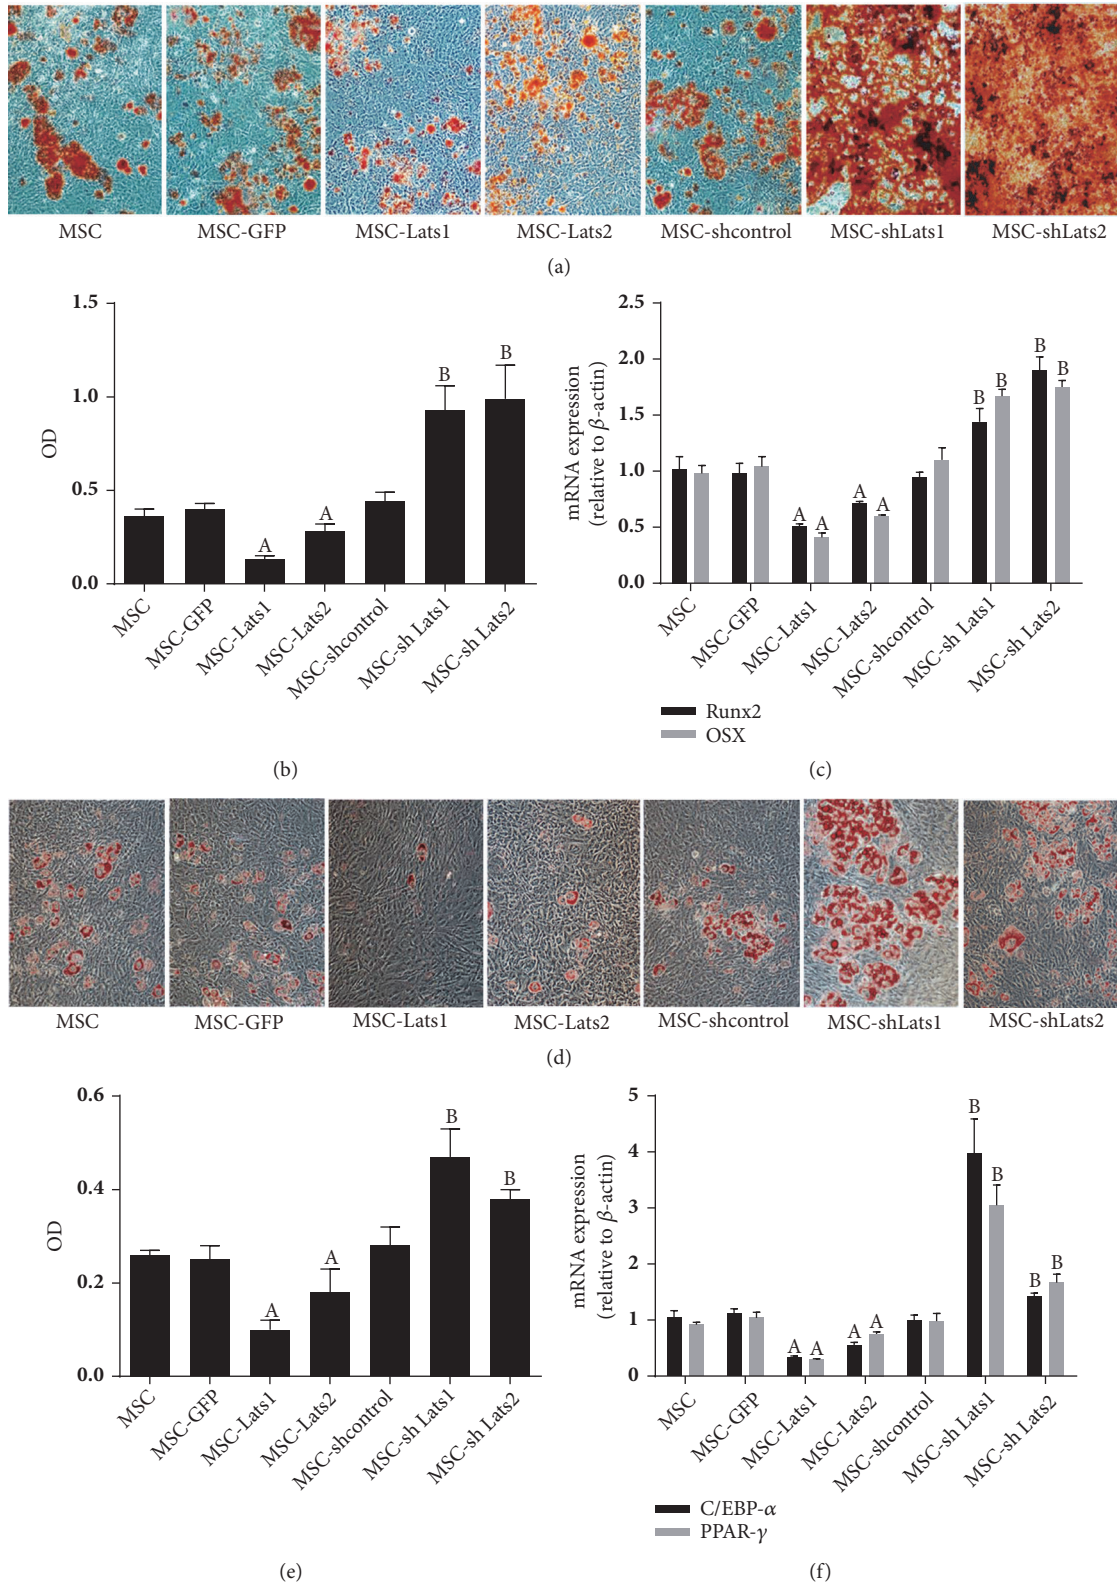 MSC MSC-GFP MSC-Lats1 MSC-Lats2 MSC-shcontrol MSC-shLats1 MSC-shLats2
(a)
1.5
1.0
0.5
0.0
OD
A
A
B
B
MSC
MSC-GFP
MSC-Lats1
MSC-Lats2
MSC-shcontrol
MSC-sh Lats1
MSC-sh Lats2
(b)
2.5
2.0
1.5
1.0
0.5
0.0
mRNA expression
(relative to β-actin)
A
A
A
A
B
B
B
B
MSC
MSC-GFP
MSC-Lats1
MSC-Lats2
MSC-shcontrol
MSC-sh Lats1
MSC-sh Lats2
Runx2
OSX
(c)
MSC MSC-GFP MSC-Lats1 MSC-Lats2 MSC-shcontrol MSC-shLats1 MSC-shLats2
(d)
0.6
0.4
0.2
0.0
OD
A
A
B
B
MSC
MSC-GFP
MSC-Lats1
MSC-Lats2
MSC-shcontrol
MSC-sh Lats1
MSC-sh Lats2
(e)
5
4
3
2
1
0
mRNA expression
(relative to β-actin)
A
A
A
A
B
B
B
B
MSC
MSC-GFP
MSC-Lats1
MSC-Lats2
MSC-shcontrol
MSC-sh Lats1
MSC-sh Lats2
C/EBP-α
PPAR-γ
(f)